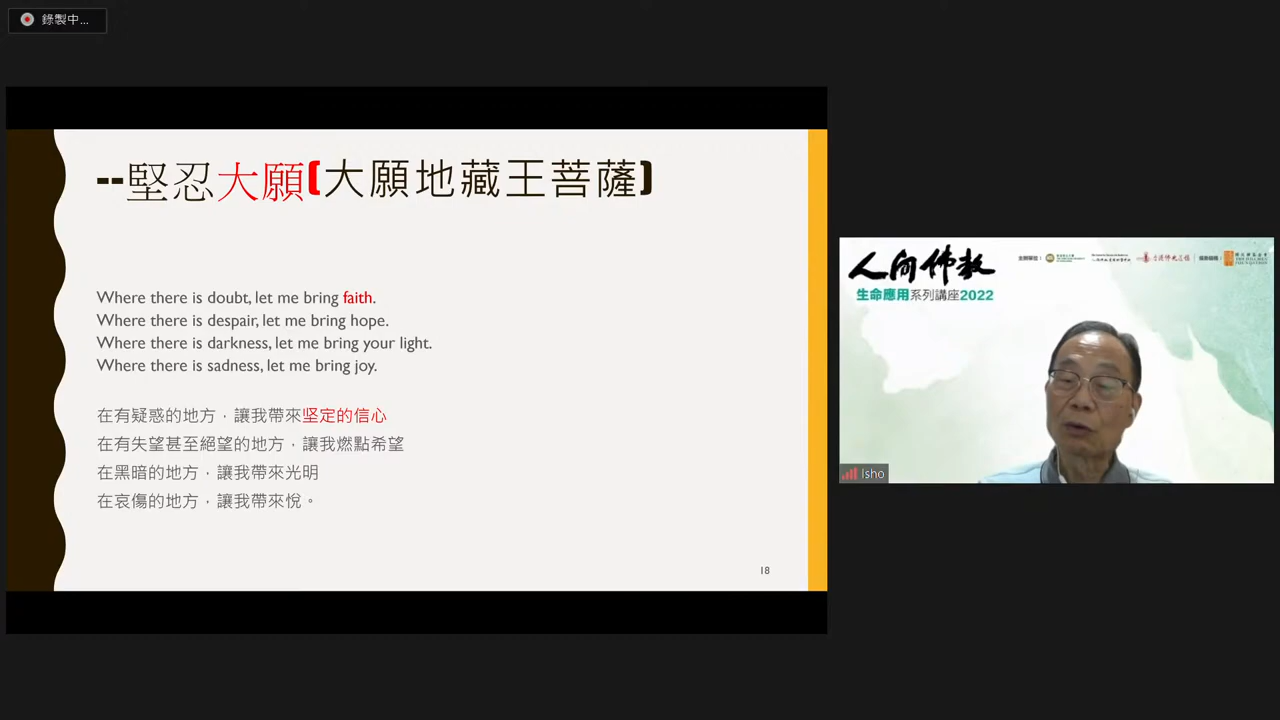 錄製中...
--堅忍大願(大願地藏王菩薩)
Where there is doubt, let me bring faith.
Where there is despair, let me bring hope.
Where there is darkness, let me bring your light.
Where there is sadness, let me bring joy.
在有疑惑的地方，讓我帶來坚定的信心
在有失望甚至絕望的地方，讓我燃點希望
在黑暗的地方，讓我帶來光明
在哀傷的地方，讓我帶來悅。
18
人间佛教
生命應用系列講座2022
Isho